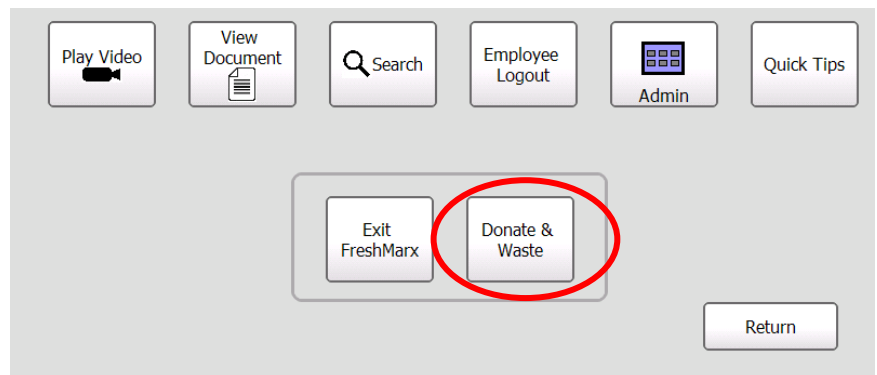 Play Video
View
Document
Search
Employee
Logout
Admin
Quick Tips
Exit
FreshMarx
Donate &
Waste
Return